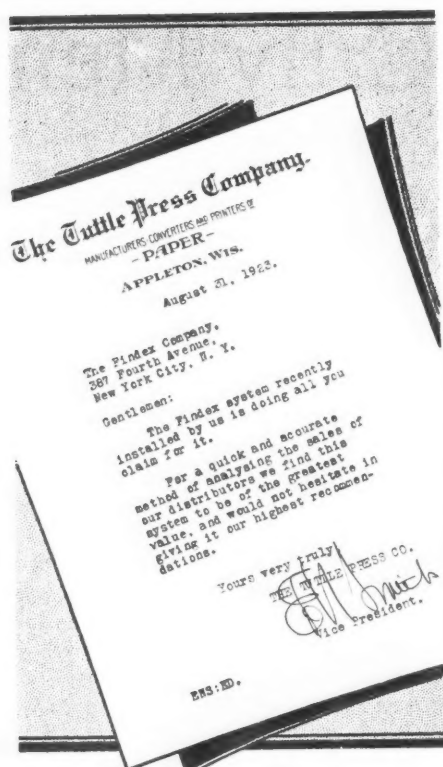 The Tuttle Press Company.
MANUFACTURERS CONVERTERS AND PRINTERS OF
- PAPER -
APPLETON, WIS.
August 31, 1923.
The Findex Company,
387 Fourth Avenue,
New York City, N. Y.
Gentlemen:
The Findex system recently
installed by us is doing all you
claim for it.
For a quick and accurate
method of analysing the sales of
our distributors we find this
system to be of the greatest
value, and would not hesitate in
giving it our highest recommen-
dations.
Yours very truly,
THE TUTTLE PRESS CO.
Vice President.
ENS:ED.